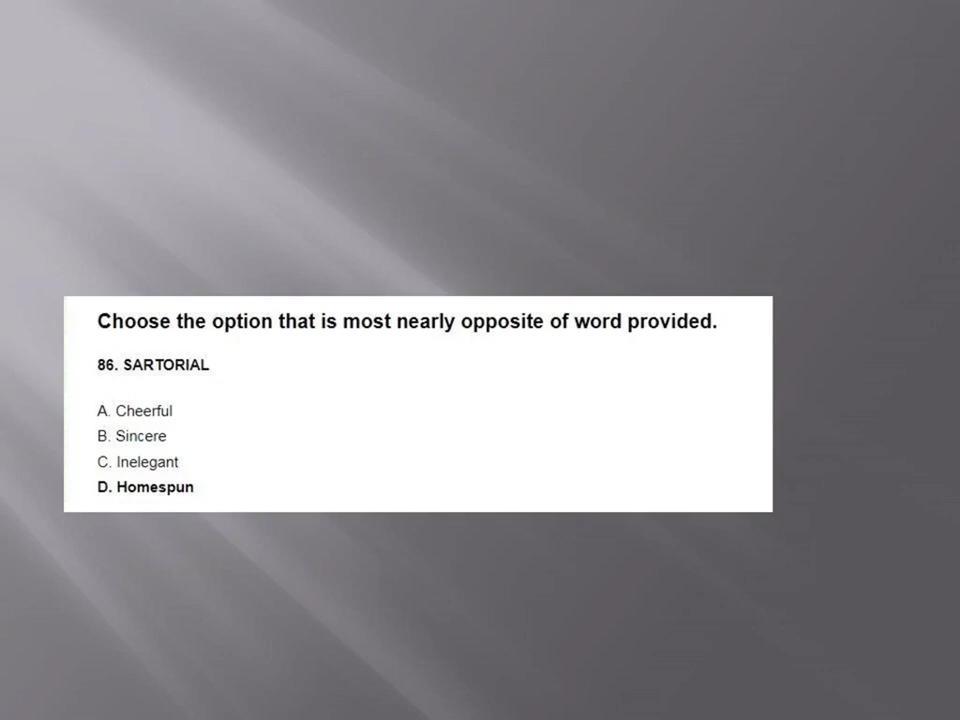 Choose the option that is most nearly opposite of word provided.
86. SARTORIAL
A. Cheerful
B. Sincere
C. Inelegant
D. Homespun